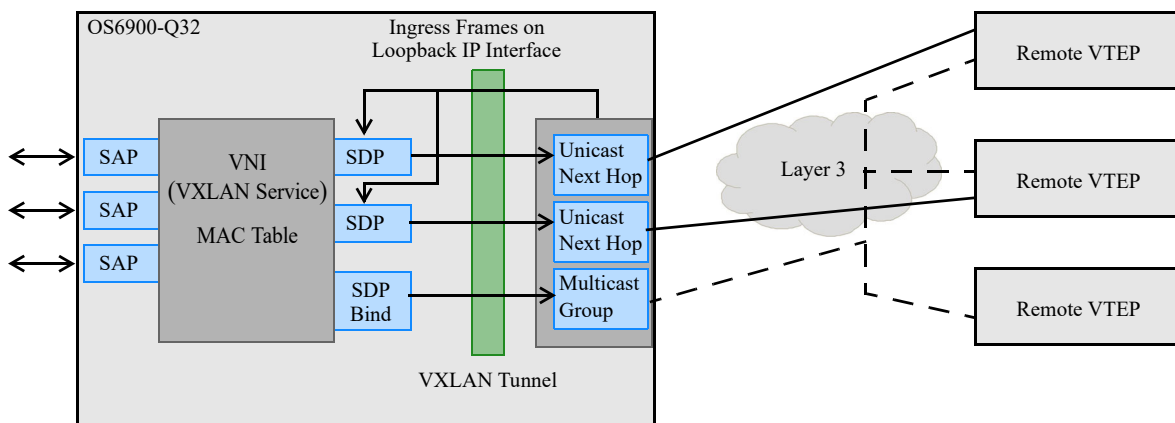 OS6900-Q32
Ingress Frames on
Loopback IP Interface
SAP
SAP
SAP
VNI
(VXLAN Service)
MAC Table
SDP
SDP
SDP
Bind
Unicast
Next Hop
Unicast
Next Hop
Multicast
Group
VXLAN Tunnel
Layer 3
Remote VTEP
Remote VTEP
Remote VTEP